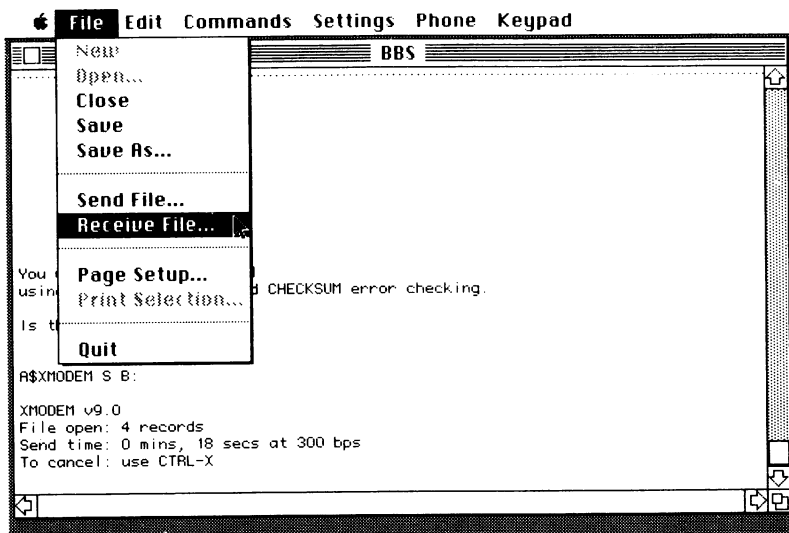 File Edit Commands Settings Phone Keypad
BBS
New
Open...
Close
Save
Save As...
Send File...
Receive File...
Page Setup...
Print Selection...
Quit
You
usin d CHECKSUM error checking.
Is t
A$XMODEM S B:
XMODEM v9.0
File open: 4 records
Send time: 0 mins, 18 secs at 300 bps
To cancel: use CTRL-X